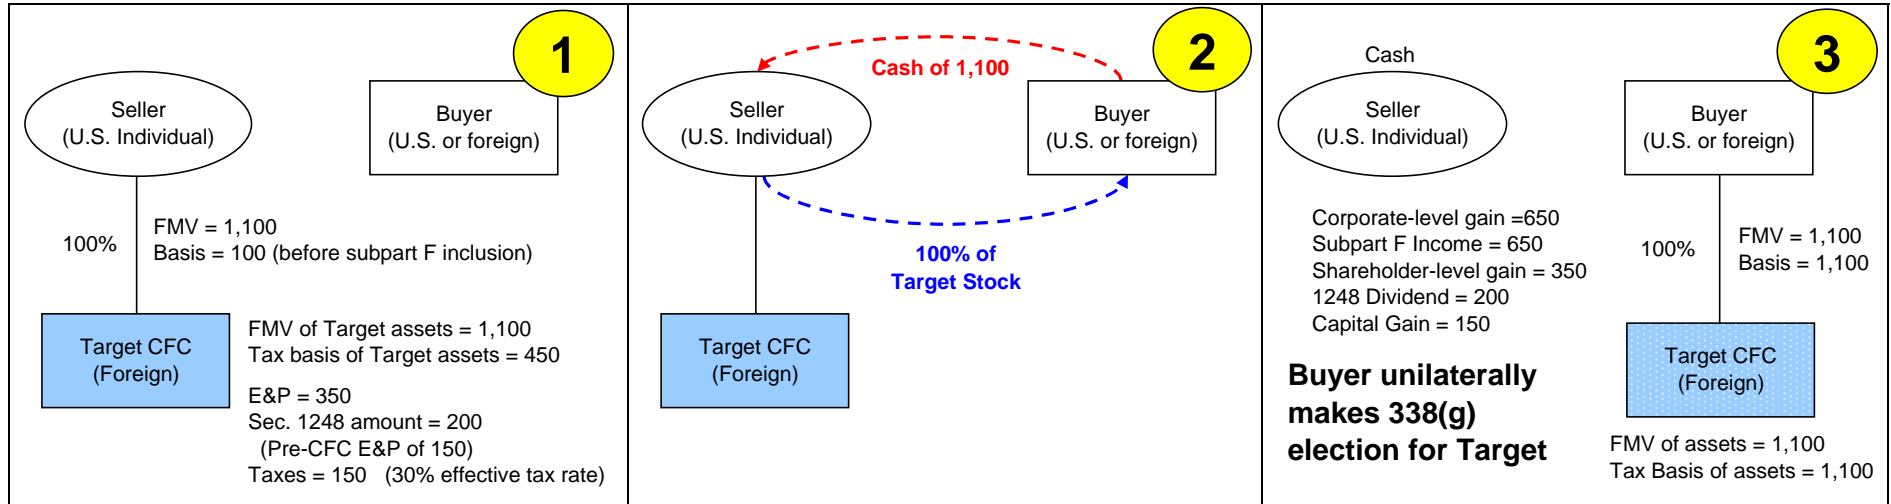 1
Seller
(U.S. Individual)
Buyer
(U.S. or foreign)
100%
FMV = 1,100
Basis = 100 (before subpart F inclusion)
Target CFC
(Foreign)
FMV of Target assets = 1,100
Tax basis of Target assets = 450
E&P = 350
Sec. 1248 amount = 200
(Pre-CFC E&P of 150)
Taxes = 150 (30% effective tax rate)
2
Cash of 1,100
Seller
(U.S. Individual)
Buyer
(U.S. or foreign)
100% of
Target Stock
Target CFC
(Foreign)
3
Cash
Seller
(U.S. Individual)
Buyer
(U.S. or foreign)
Corporate-level gain =650
Subpart F Income = 650
Shareholder-level gain = 350
1248 Dividend = 200
Capital Gain = 150
100%
FMV = 1,100
Basis = 1,100
Buyer unilaterally
makes 338(g)
election for Target
Target CFC
(Foreign)
FMV of assets = 1,100
Tax Basis of assets = 1,100